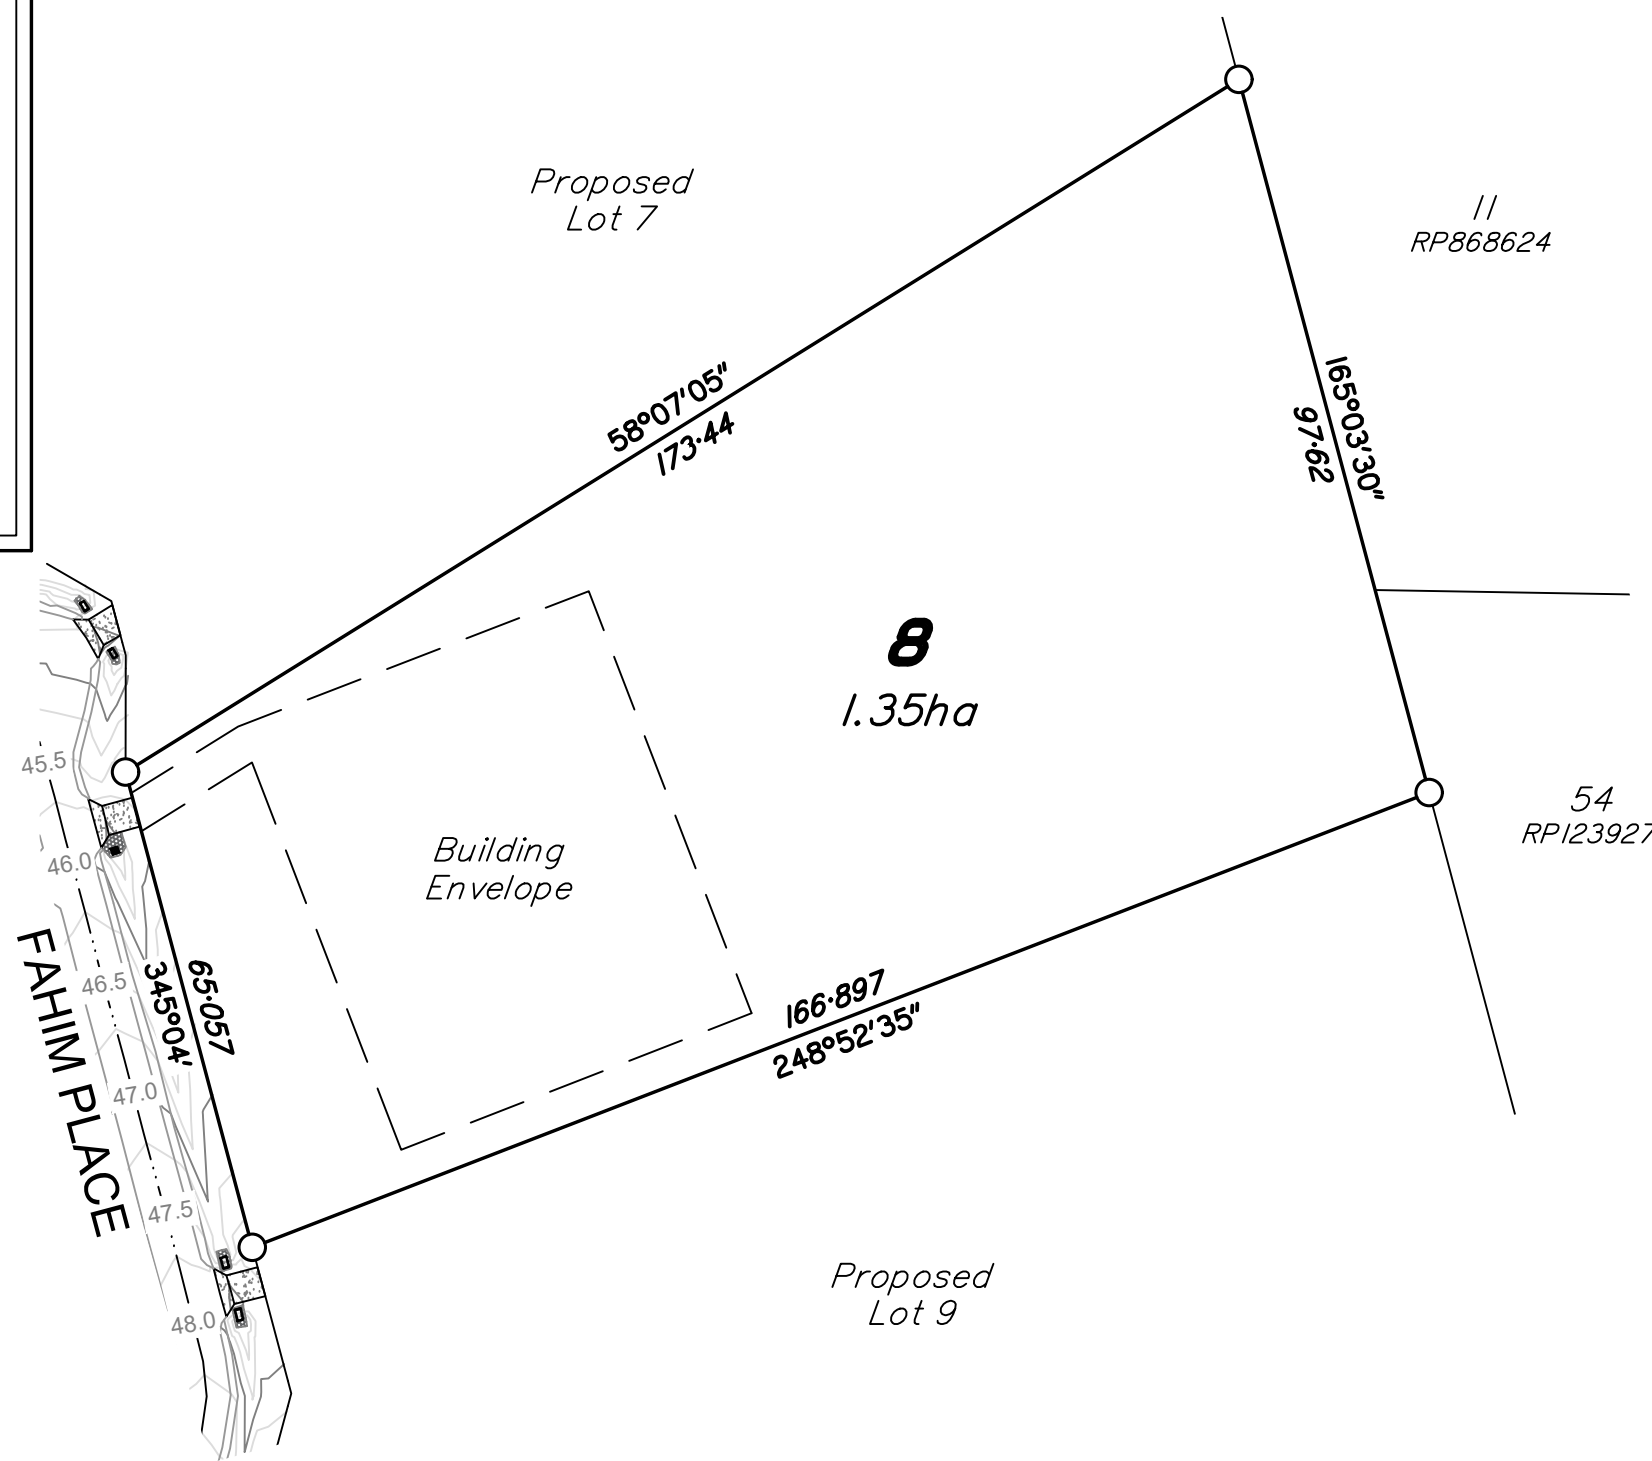 Proposed
Lot 7
11
RP868624
58°07'05"
173·44
165°03'30"
97·62
8
1.35ha
45.5
46.0
46.5
47.0
47.5
48.0
Building
Envelope
54
RP123927
FAHIM PLACE
65·057
345°04'
166·897
248°52'35"
Proposed
Lot 9